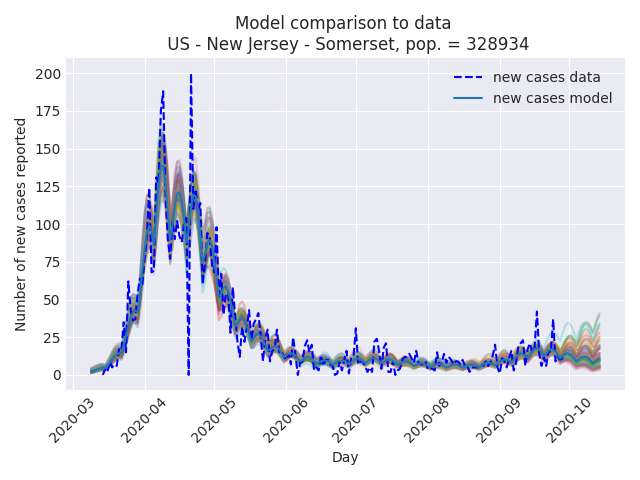 Model comparison to data
US - New Jersey - Somerset, pop. = 328934
new cases data
new cases model
Number of new cases reported
200
175
150
125
100
75
50
25
0
2020-03
2020-04
2020-05
2020-06
2020-07
2020-08
2020-09
2020-10
Day